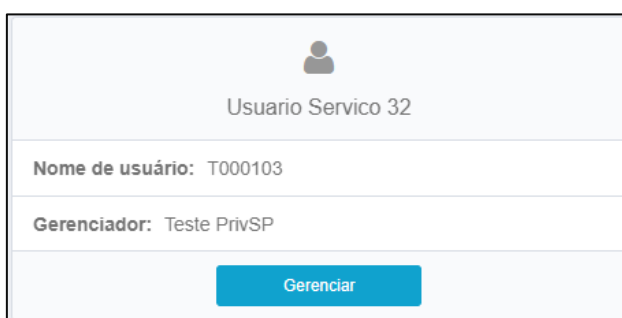 Usuario Servico 32
Nome de usuário: T000103
Gerenciador: Teste PrivSP
Gerenciar